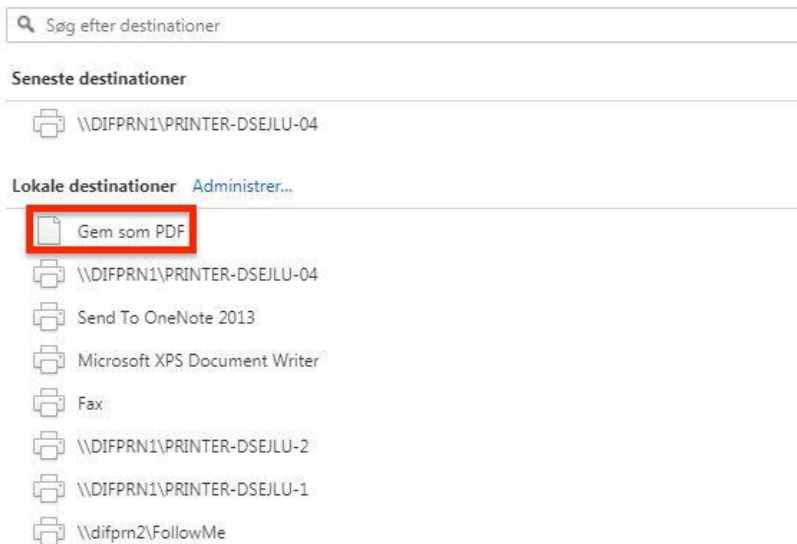 Søg efter destinationer
Seneste destinationer
\\DIFPRN1\PRINTER-DSEJLU-04
Lokale destinationer Administrer...
Gem som PDF
\\DIFPRN1\PRINTER-DSEJLU-04
Send To OneNote 2013
Microsoft XPS Document Writer
Fax
\\DIFPRN1\PRINTER-DSEJLU-2
\\DIFPRN1\PRINTER-DSEJLU-1
\\difprn2\FollowMe